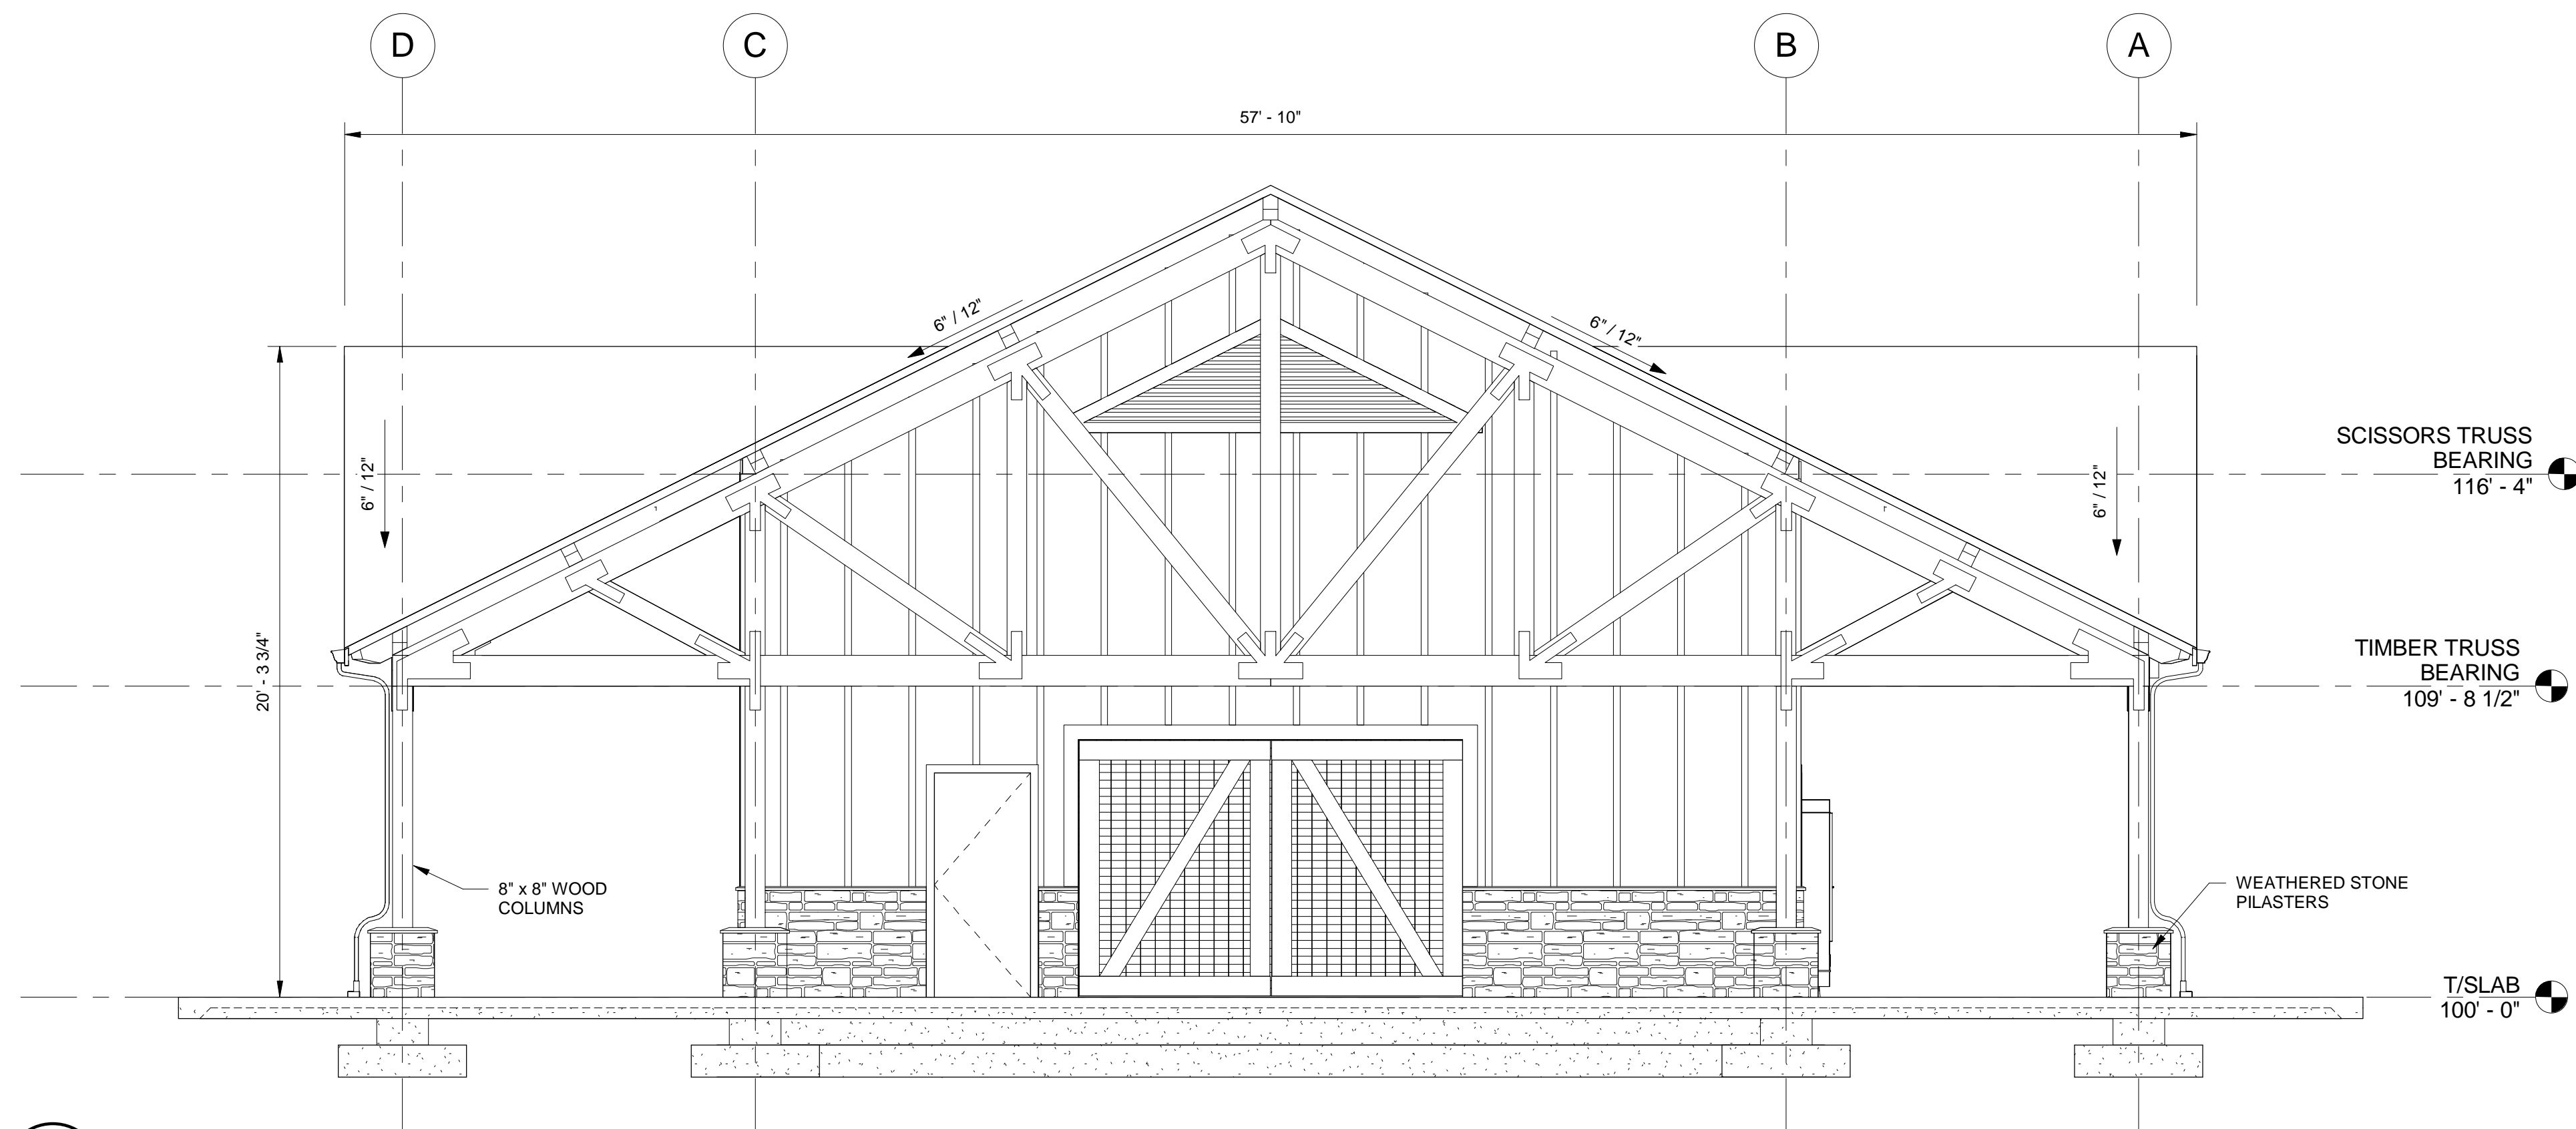 D
C
B
A
57' - 10"
6" / 12"
6" / 12"
6" / 12"
6" / 12"
SCISSORS TRUSS
BEARING
116' - 4"
TIMBER TRUSS
BEARING
109' - 8 1/2"
20' - 3 3/4"
8" x 8" WOOD
COLUMNS
WEATHERED STONE
PILASTERS
T/SLAB
100' - 0"